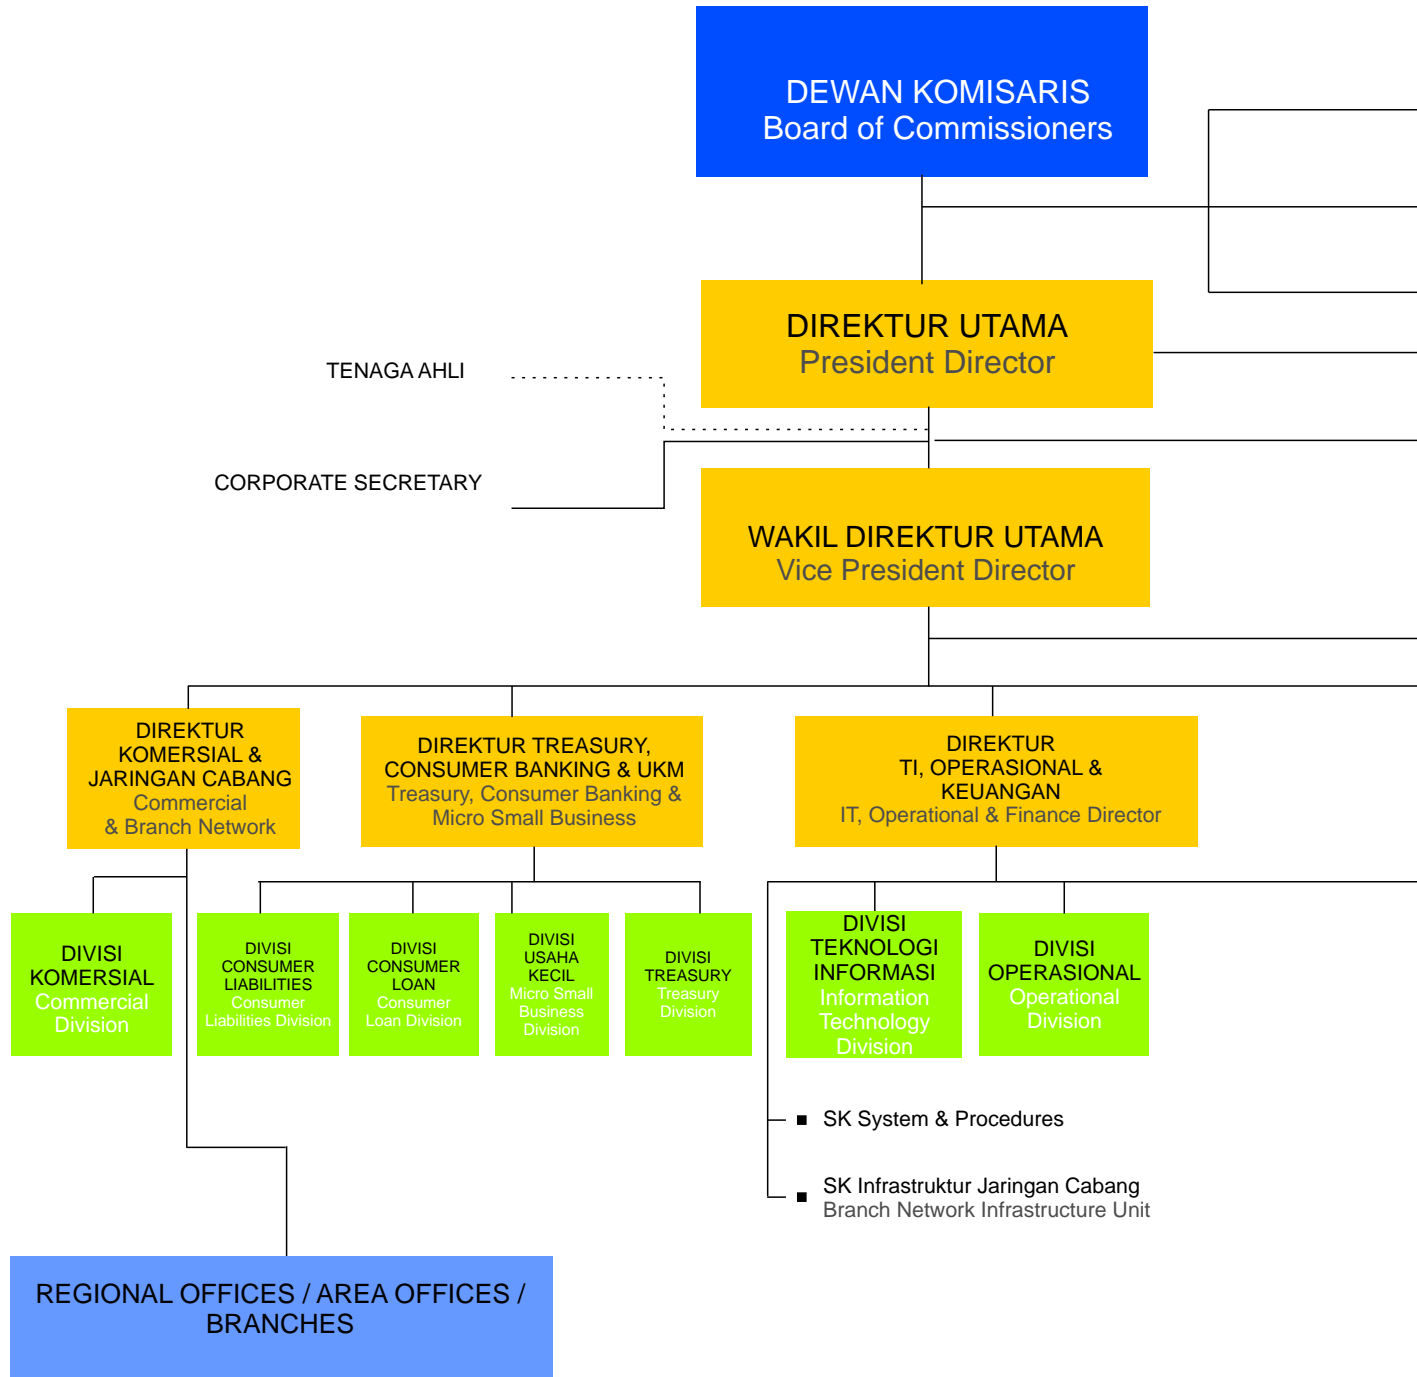 DEWAN KOMISARIS
Board of Commissioners
DIREKTUR UTAMA
President Director
TENAGA AHLI
CORPORATE SECRETARY
WAKIL DIREKTUR UTAMA
Vice President Director
DIREKTUR
KOMERSIAL &
JARINGAN CABANG
Commercial
& Branch Network
DIREKTUR TREASURY,
CONSUMER BANKING & UKM
Treasury, Consumer Banking &
Micro Small Business
DIREKTUR
TI, OPERASIONAL &
KEUANGAN
IT, Operational & Finance Director
DIVISI
KOMERSIAL
Commercial
Division
DIVISI
CONSUMER
LIABILITIES
Consumer
Liabilities Division
DIVISI
CONSUMER
LOAN
Consumer
Loan Division
DIVISI
USAHA
KECIL
Micro Small
Business
Division
DIVISI
TREASURY
Treasury
Division
DIVISI
TEKNOLOGI
INFORMASI
Information
Technology
Division
DIVISI
OPERASIONAL
Operational
Division
■ SK System & Procedures
■ SK Infrastruktur Jaringan Cabang
Branch Network Infrastructure Unit
REGIONAL OFFICES / AREA OFFICES /
BRANCHES